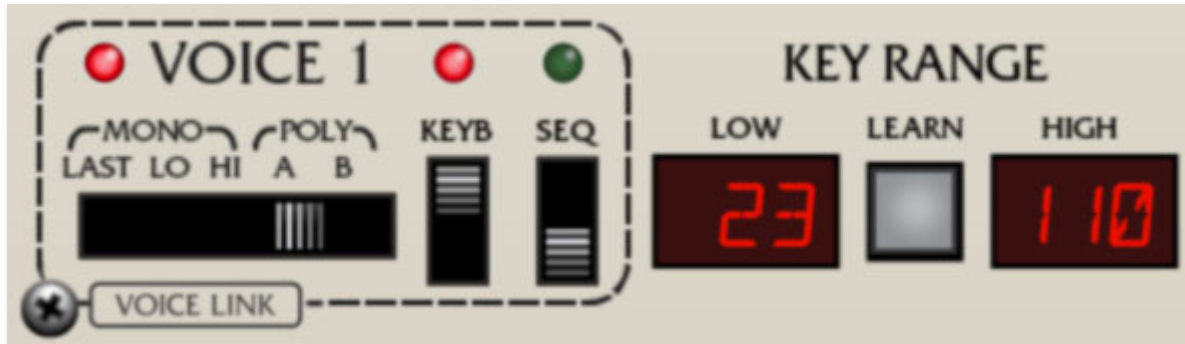 VOICE 1
KEY RANGE
MONO POLY KEYB SEQ
LAST LO HI A B
LOW LEARN HIGH
23 110
VOICE LINK